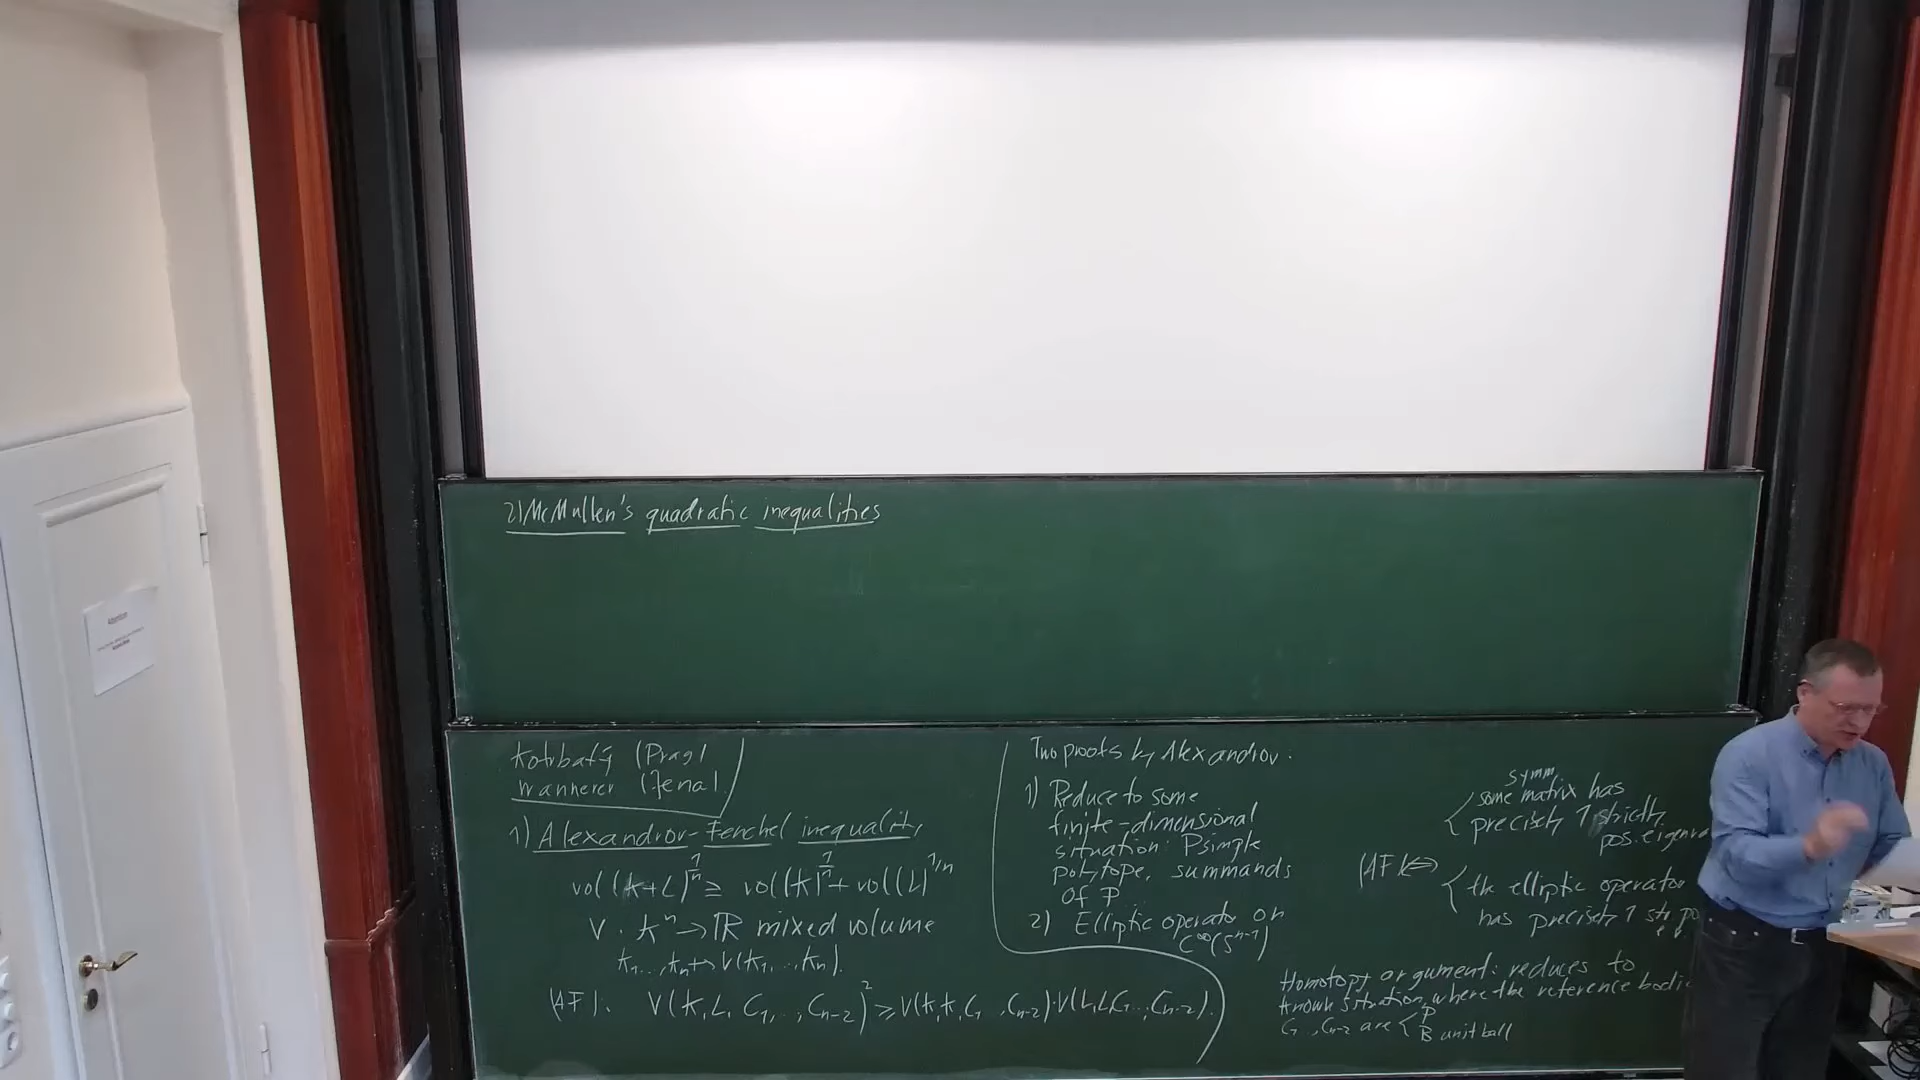 2) McMullen's quadratic inequalities
Kotrbatý (Prag)
Wannerer (Jena)
1) Alexandrov-Fenchel inequality
vol(K+L)^{1/n} ≥ vol(K)^{1/n} + vol(L)^{1/n}
V: K^n → ℝ mixed volume
K_1,...,K_n ↦ V(K_1,...,K_n).
(AF). V(K,L,C_1,...,C_{n-2})^2 ≥ V(K,K,C_1,...,C_{n-2})·V(L,L,C_1,...,C_{n-2}).
Two proofs by Alexandrov.
1) Reduce to some
finite-dimensional
situation: P simple
polytope, summands
of P
2) Elliptic operator on
C^∞(S^{n-1})
symm.
some matrix has
precisely 1 strictly
pos.
(AF) ⇔
the elliptic operator
has precisely 1
Homotopy argument: reduces to
known situation, where the reference
C_1,...,C_{n-2} are P
B unit ball